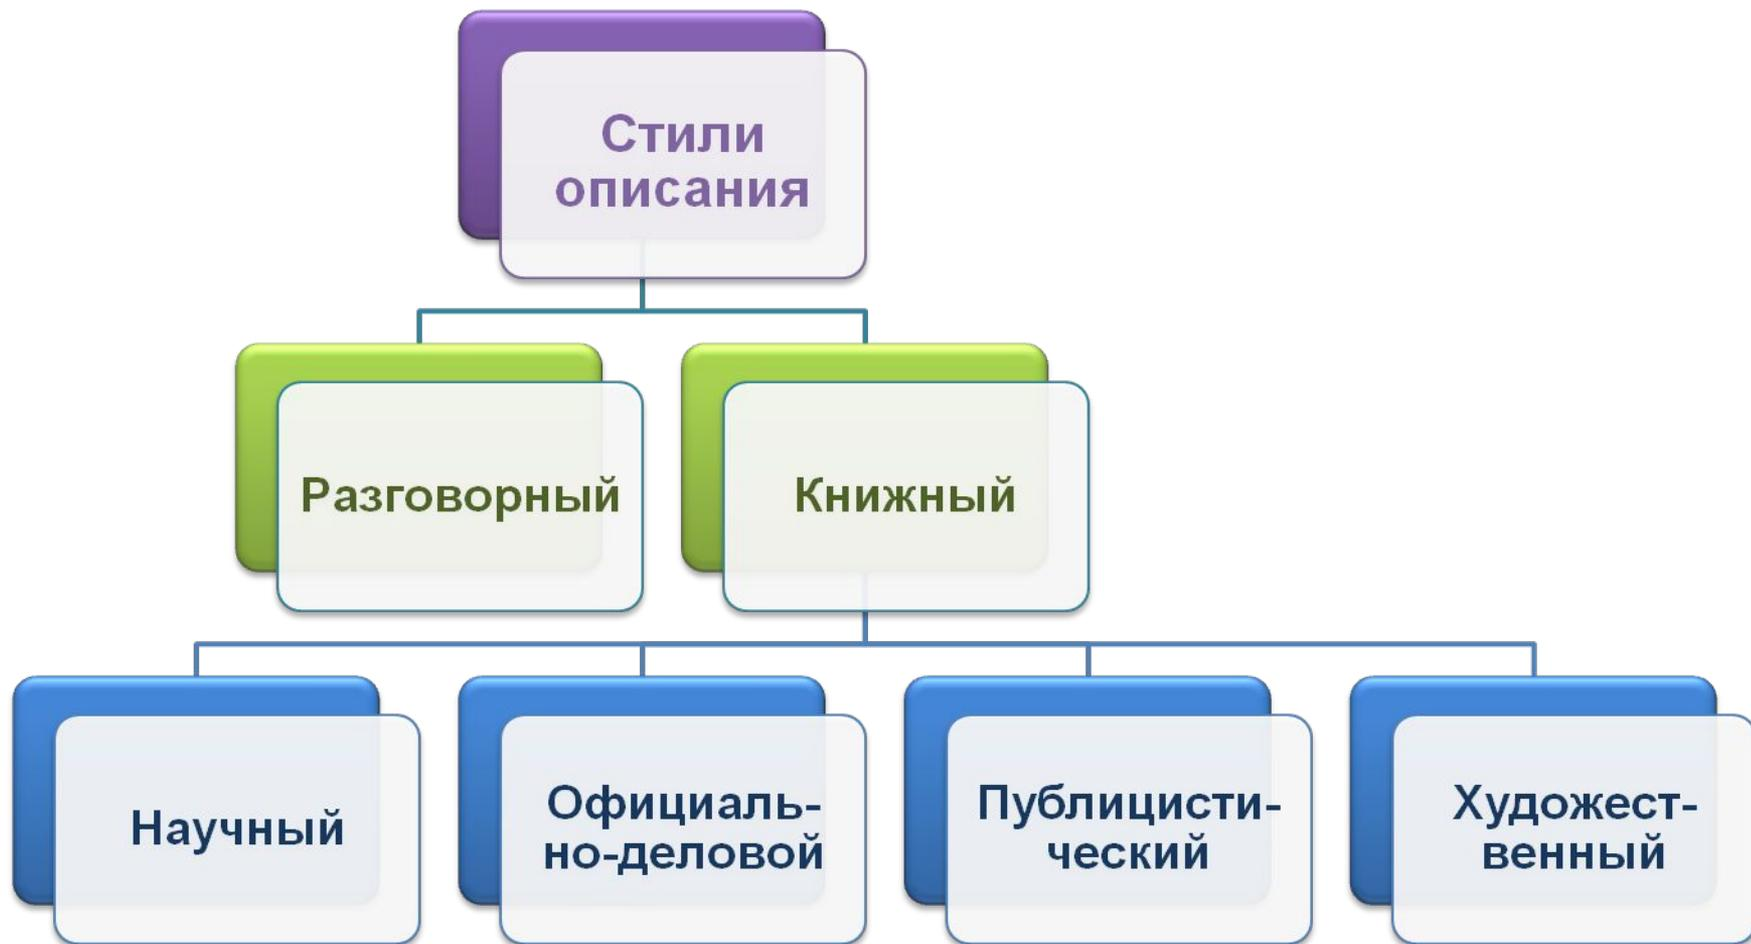 Стили
описания
Разговорный
Книжный
Научный
Официаль-
но-деловой
Публицисти-
ческий
Художест-
венный